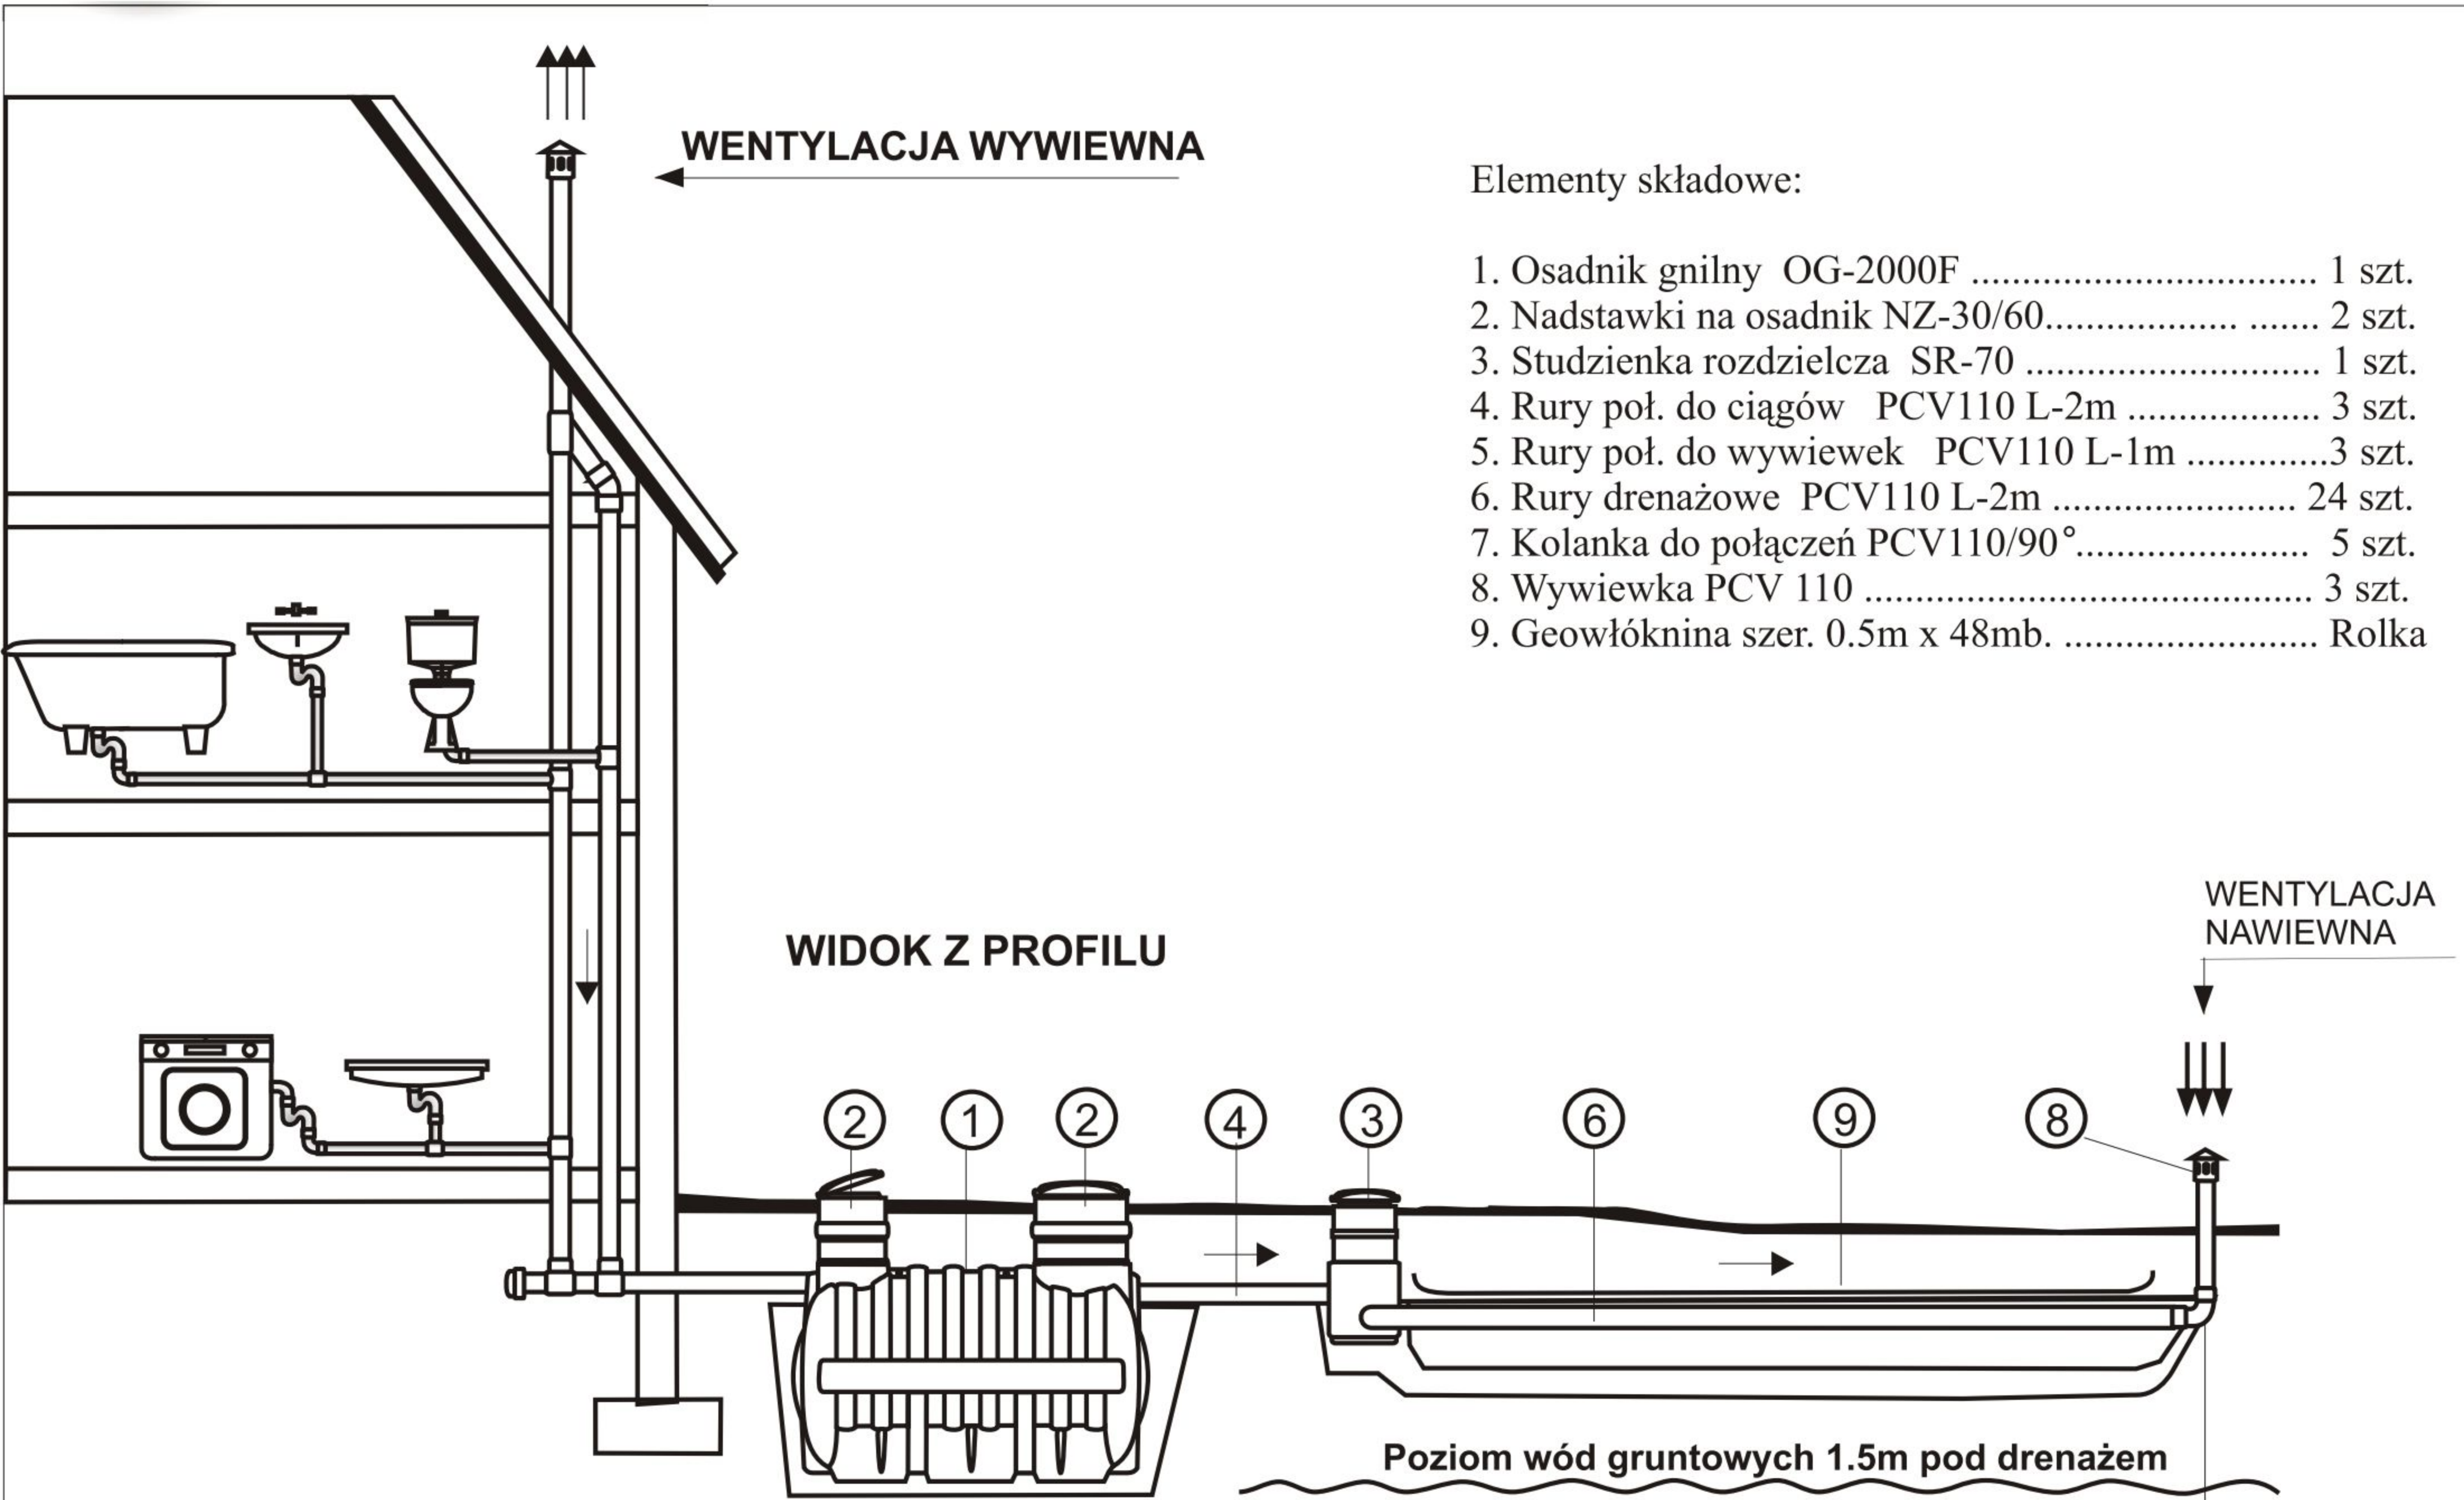 WENTYLACJA WYWIEWNA
Elementy składowe:
1. Osadnik gnilny OG-2000F .................................. 1 szt.
2. Nadstawki na osadnik NZ-30/60................... ....... 2 szt.
3. Studzienka rozdzielcza SR-70 ............................. 1 szt.
4. Rury poł. do ciągów PCV110 L-2m ................... 3 szt.
5. Rury poł. do wywiewek PCV110 L-1m ..............3 szt.
6. Rury drenażowe PCV110 L-2m ........................ 24 szt.
7. Kolanka do połączeń PCV110/90°....................... 5 szt.
8. Wywiewka PCV 110 ............................................ 3 szt.
9. Geowłóknina szer. 0.5m x 48mb. ......................... Rolka
WENTYLACJA
NAWIEWNA
WIDOK Z PROFILU
2 1 2 4 3 6 9 8
Poziom wód gruntowych 1.5m pod drenażem